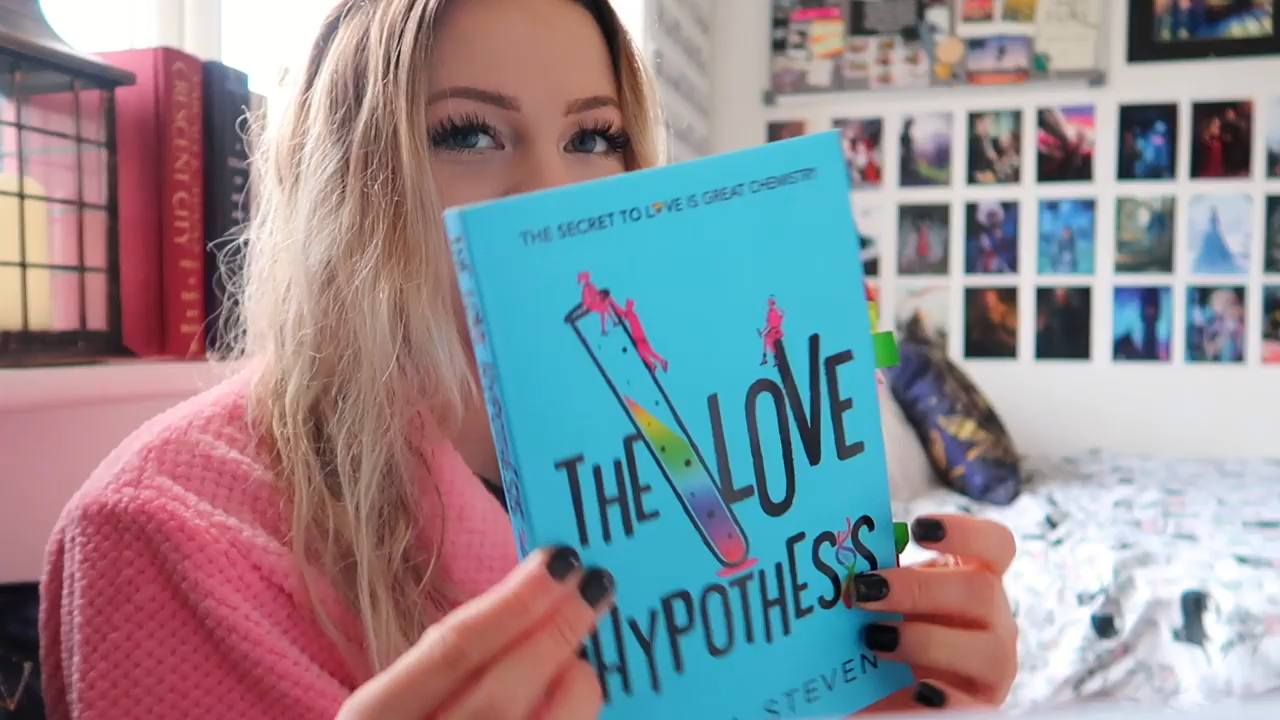 CRESCENT CITY
THE SECRET TO LOVE IS GREAT CHEMISTRY
THE LOVE
HYPOTHESIS
STEVEN